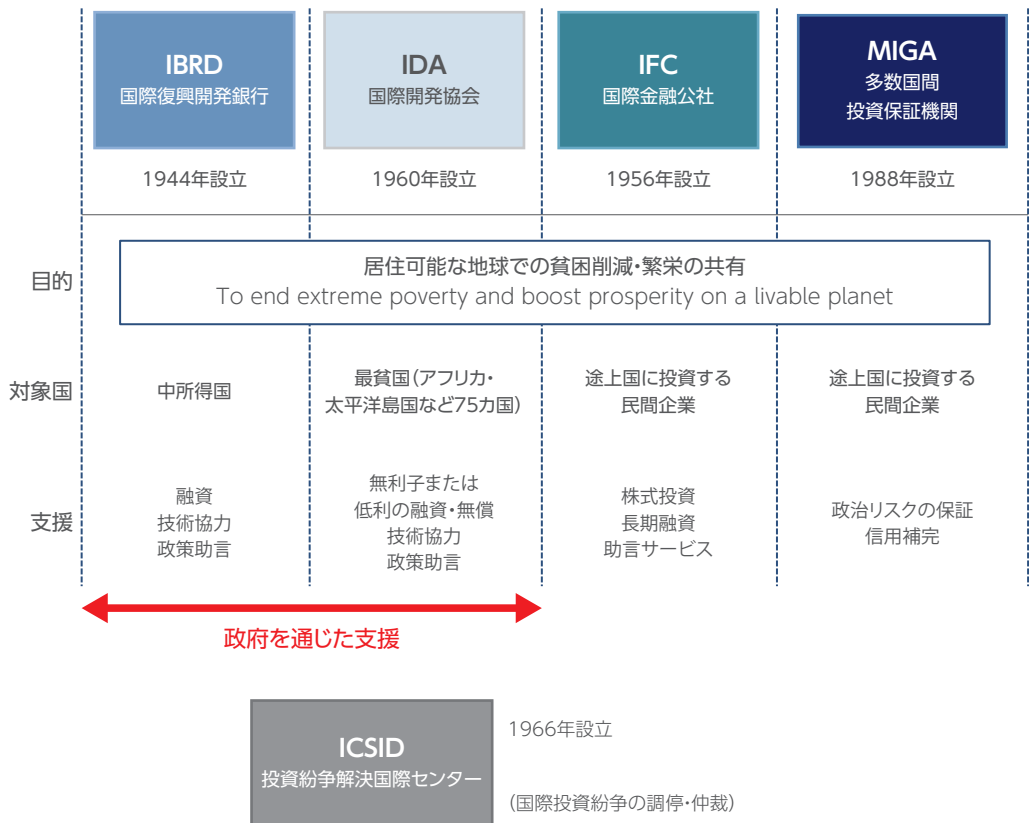 IBRD
国際復興開発銀行
IDA
国際開発協会
IFC
国際金融公社
MIGA
多数国間
投資保証機関
1944年設立
1960年設立
1956年設立
1988年設立
目的
居住可能な地球での貧困削減・繁栄の共有
To end extreme poverty and boost prosperity on a livable planet
対象国
中所得国
最貧国（アフリカ・
太平洋島国など75カ国）
途上国に投資する
民間企業
途上国に投資する
民間企業
支援
融資
技術協力
政策助言
無利子または
低利の融資・無償
技術協力
政策助言
株式投資
長期融資
助言サービス
政治リスクの保証
信用補完
政府を通じた支援
ICSID
投資紛争解決国際センター
1966年設立
（国際投資紛争の調停・仲裁）